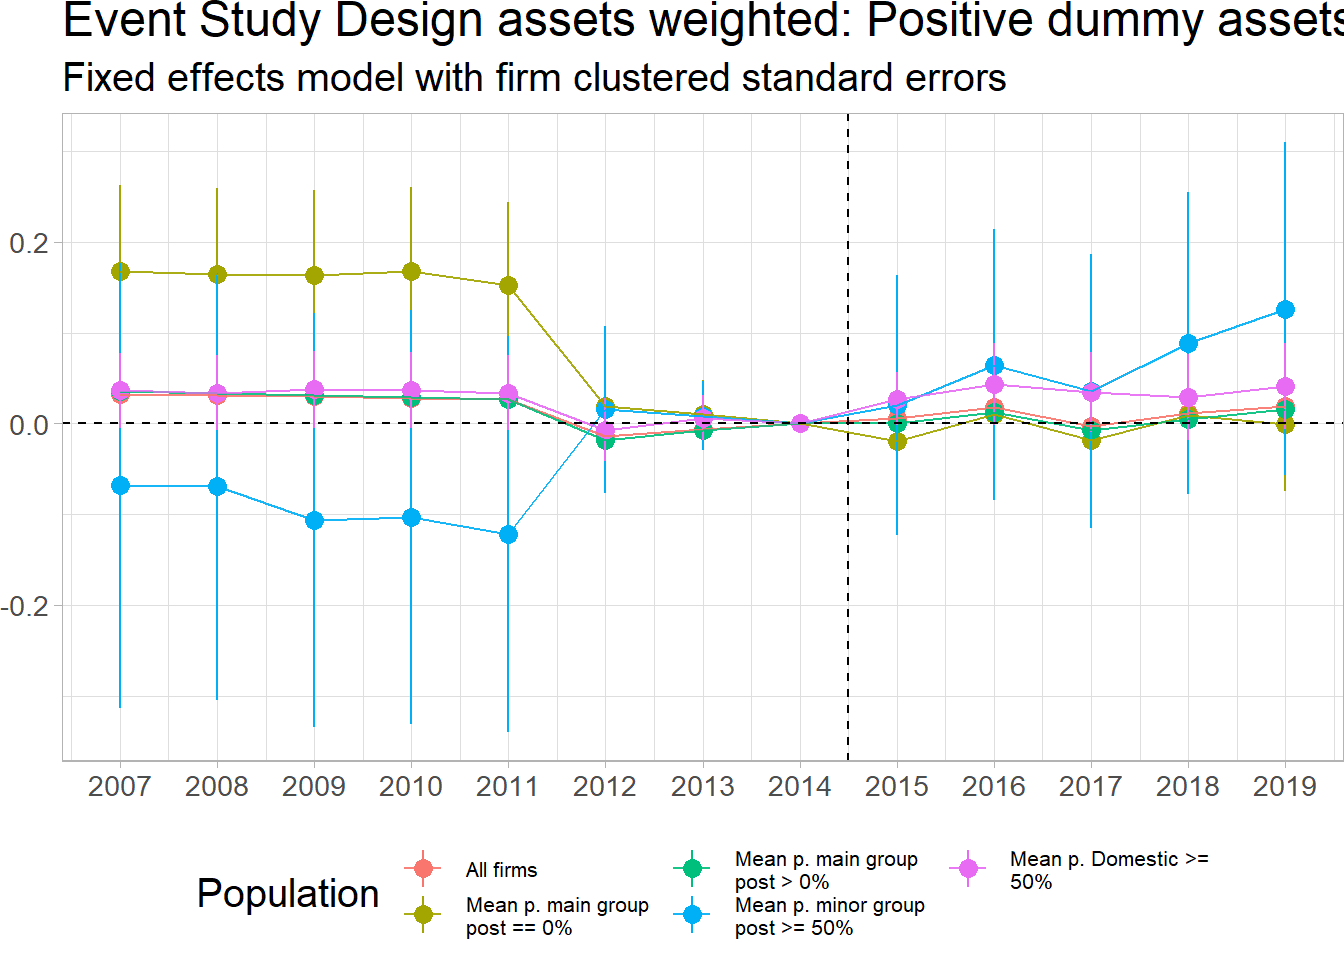 Event Study Design assets weighted: Positive dummy assets
Fixed effects model with firm clustered standard errors
0.2
0.0
-0.2
2007 2008 2009 2010 2011 2012 2013 2014 2015 2016 2017 2018 2019
Population
All firms
Mean p. main group
post == 0%
Mean p. main group
post > 0%
Mean p. minor group
post >= 50%
Mean p. Domestic >=
50%